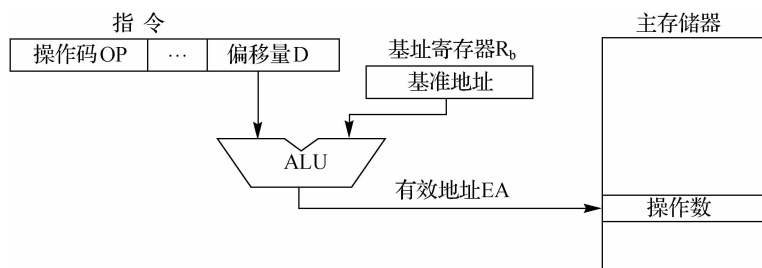 指 令
主存储器
操作码OP
…
偏移量D
基址寄存器Rb
基准地址
ALU
有效地址EA
操作数